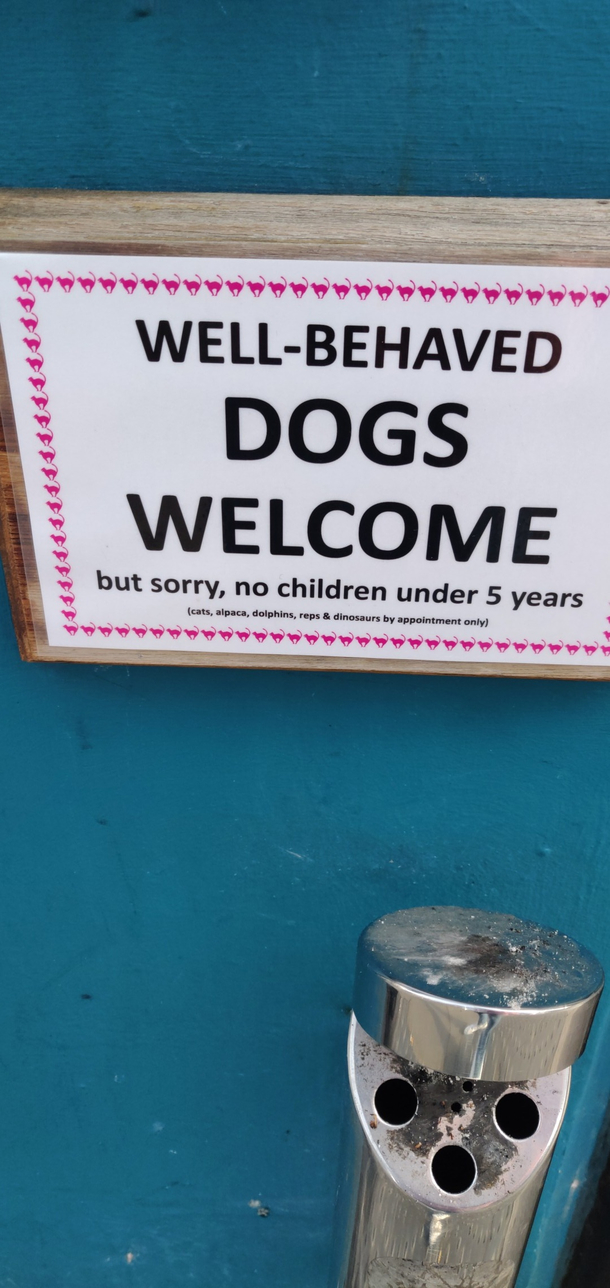 WELL-BEHAVED
DOGS
WELCOME
but sorry, no children under 5 years
(cats, alpaca, dolphins, reps & dinosaurs by appointment only)